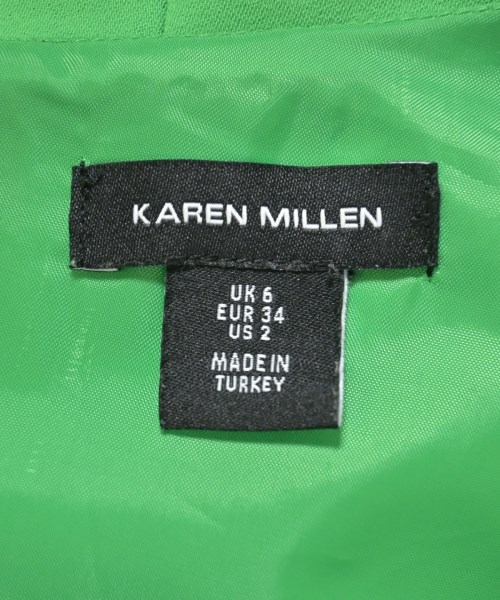 KAREN MILLEN
UK 6
EUR 34
US 2
MADE IN
TURKEY